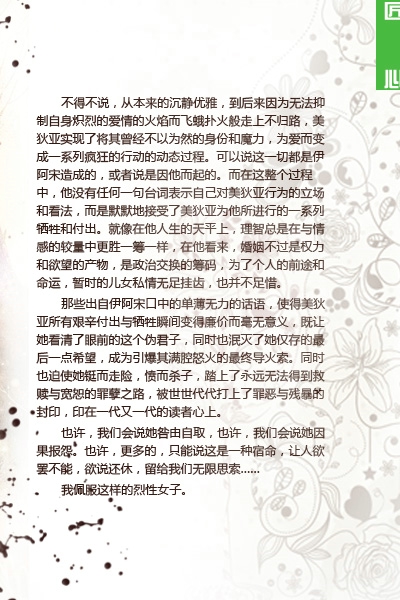 匠
心
不得不说，从本来的沉静优雅，到后来因为无法抑
制自身炽烈的爱情的火焰而飞蛾扑火般走上不归路，美
狄亚实现了将其曾经不以为然的身份和魔力，为爱而变
成一系列疯狂的行动的动态过程。可以说这一切都是伊
阿宋造成的，或者说是因他而起的。而在这整个过程
中，他没有任何一句台词表示自己对美狄亚行为的立场
和看法，而是默默地接受了美狄亚为他所进行的一系列
牺牲和付出。就像在他人生的天平上，理智总是在与情
感的较量中更胜一筹一样，在他看来，婚姻不过是权力
和欲望的产物，是政治交换的筹码，为了个人的前途和
命运，暂时的儿女私情无足挂齿，也并不足惜。
那些出自伊阿宋口中的单薄无力的话语，使得美狄
亚所有艰辛付出与牺牲瞬间变得廉价而毫无意义，既让
她看清了眼前的这个伪君子，同时也泯灭了她仅存的最
后一点希望，成为引爆其满腔怒火的最终导火索。同时
也迫使她铤而走险，愤而杀子，踏上了永远无法得到救
赎与宽恕的罪孽之路，被世世代代打上了罪恶与残暴的
封印，印在一代又一代的读者心上。
也许，我们会说她咎由自取，也许，我们会说她因
果报怨。也许，更多的，只能说这是一种宿命，让人欲
罢不能，欲说还休，留给我们无限思索......
我佩服这样的烈性女子。